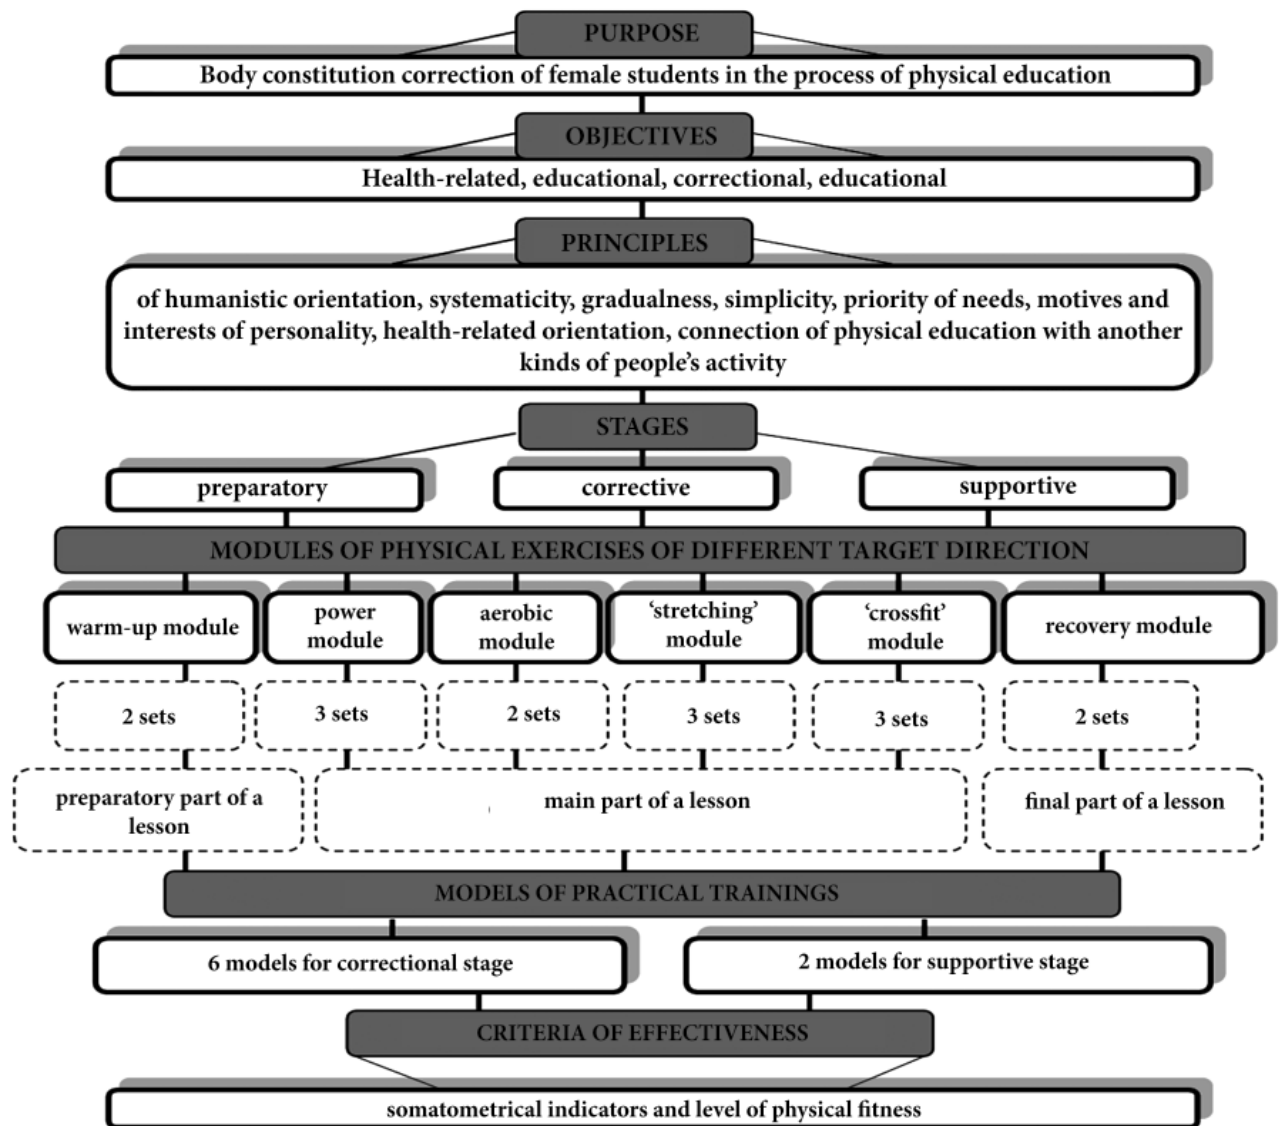 PURPOSE
Body constitution correction of female students in the process of physical education
OBJECTIVES
Health-related, educational, correctional, educational
PRINCIPLES
of humanistic orientation, systematicity, gradualness, simplicity, priority of needs, motives and
interests of personality, health-related orientation, connection of physical education with another
kinds of people’s activity
STAGES
preparatory
corrective
supportive
MODULES OF PHYSICAL EXERCISES OF DIFFERENT TARGET DIRECTION
warm-up module
power
module
aerobic
module
‘stretching’
module
‘crossfit’
module
recovery module
2 sets
3 sets
2 sets
3 sets
3 sets
2 sets
preparatory part of a
lesson
main part of a lesson
final part of a lesson
MODELS OF PRACTICAL TRAININGS
6 models for correctional stage
2 models for supportive stage
CRITERIA OF EFFECTIVENESS
somatometrical indicators and level of physical fitness